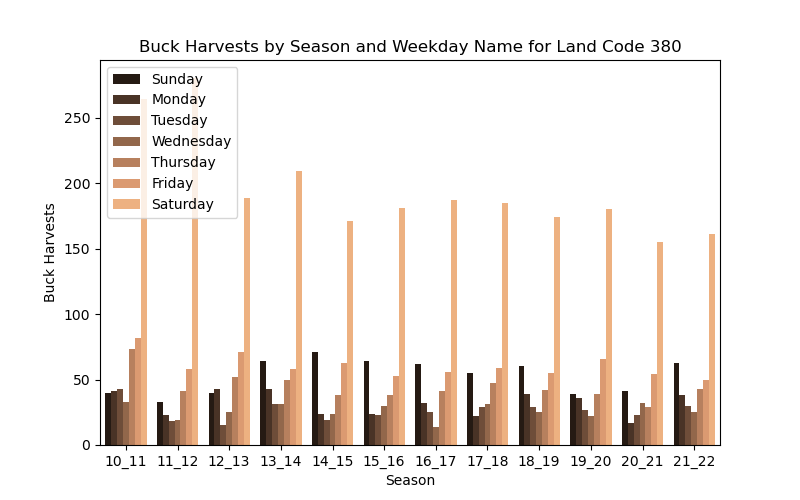 Buck Harvests by Season and Weekday Name for Land Code 380
Sunday
Monday
Tuesday
Wednesday
Thursday
Friday
Saturday
250
200
150
100
50
0
Buck Harvests
10_11 11_12 12_13 13_14 14_15 15_16 16_17 17_18 18_19 19_20 20_21 21_22
Season